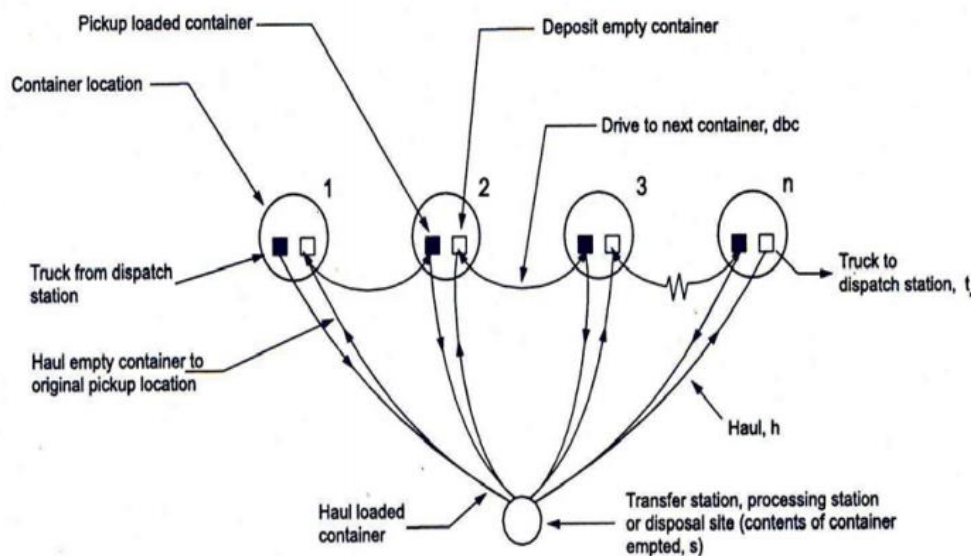 Pickup loaded container
Deposit empty container
Container location
Drive to next container, dbc
1
2
3
n
Truck from dispatch
station
Truck to
dispatch station, t
Haul empty container to
original pickup location
Haul, h
Haul loaded
container
Transfer station, processing station
or disposal site (contents of container
emptied, s)